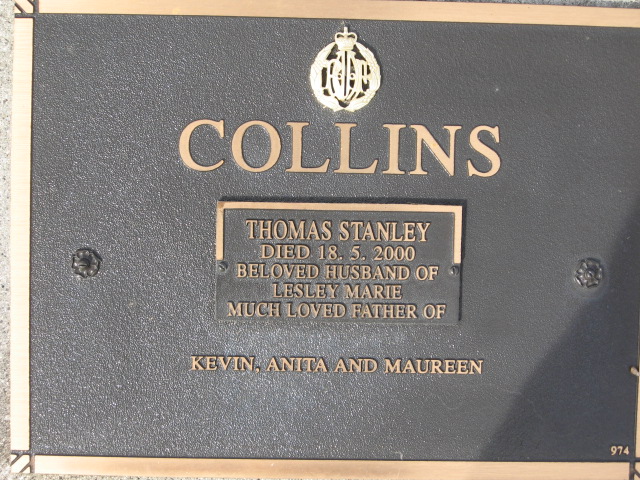 COLLINS
THOMAS STANLEY
DIED 18. 5. 2000
BELOVED HUSBAND OF
LESLEY MARIE
MUCH LOVED FATHER OF
KEVIN, ANITA AND MAUREEN
974